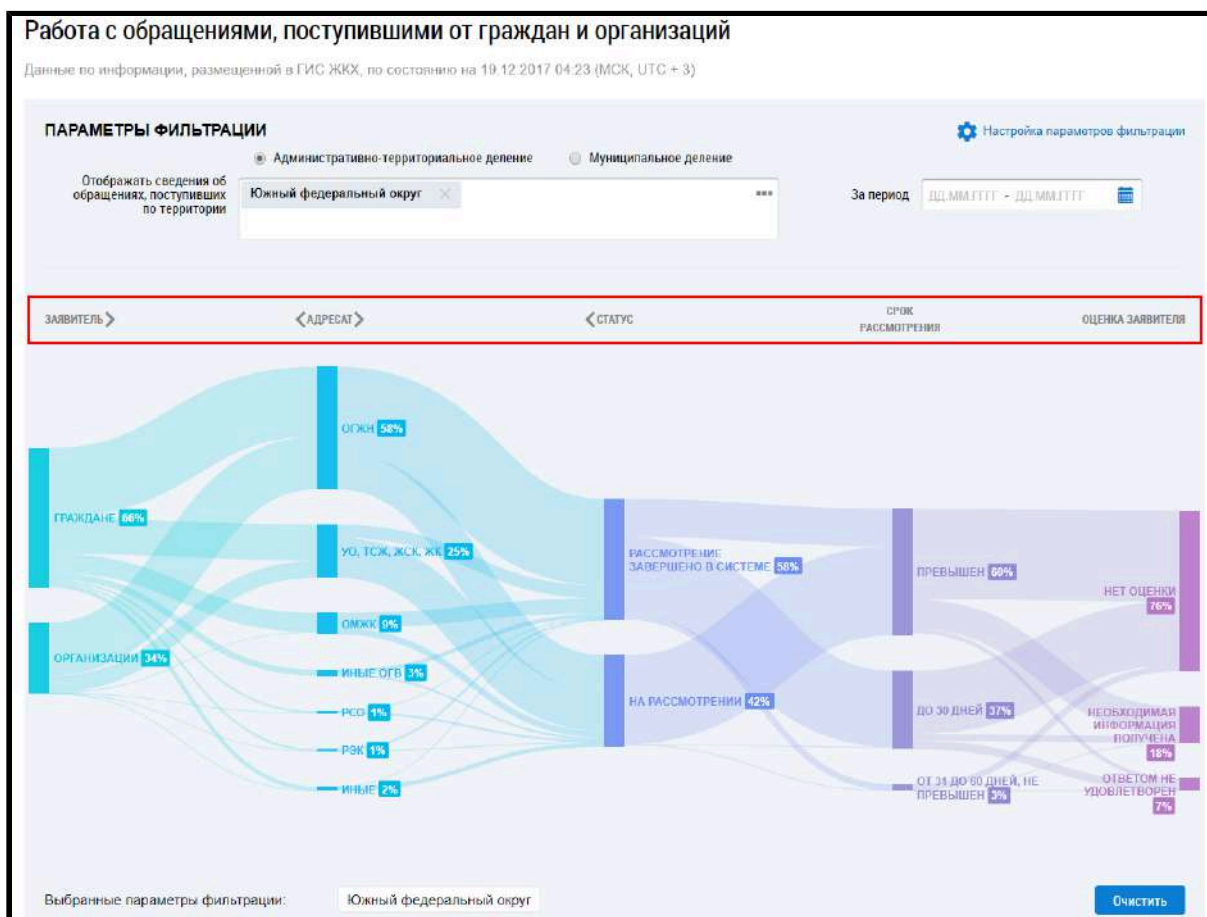 Работа с обращениями, поступившими от граждан и организаций
Данные по информации, размещенной в ГИС ЖКХ, по состоянию на 19.12.2017 04:23 (МСК, UTC + 3)
ПАРАМЕТРЫ ФИЛЬТРАЦИИ
Настройка параметров фильтрации
Административно-территориальное деление
Муниципальное деление
Отображать сведения об
обращениях, поступивших
по территории
Южный федеральный округ
За период
ДД.ММ.ГГГГ - ДД.ММ.ГГГГ
ЗАЯВИТЕЛЬ
АДРЕСАТ
СТАТУС
СРОК
РАССМОТРЕНИЯ
ОЦЕНКА ЗАЯВИТЕЛЯ
ГРАЖДАНЕ 66%
ОРГАНИЗАЦИИ 34%
ОГЖН 58%
УО, ТСЖ, ЖСК, ЖК 25%
ОМЖК 9%
ИНЫЕ ОГВ 3%
РСО 1%
РЭК 1%
ИНЫЕ 2%
РАССМОТРЕНИЕ
ЗАВЕРШЕНО В СИСТЕМЕ 58%
НА РАССМОТРЕНИИ 42%
ПРЕВЫШЕН 60%
ДО 30 ДНЕЙ 37%
ОТ 31 ДО 60 ДНЕЙ, НЕ
ПРЕВЫШЕН 3%
НЕТ ОЦЕНКИ
76%
НЕОБХОДИМАЯ
ИНФОРМАЦИЯ
ПОЛУЧЕНА
18%
ОТВЕТОМ НЕ
УДОВЛЕТВОРЕН
7%
Выбранные параметры фильтрации:
Южный федеральный округ
Очистить